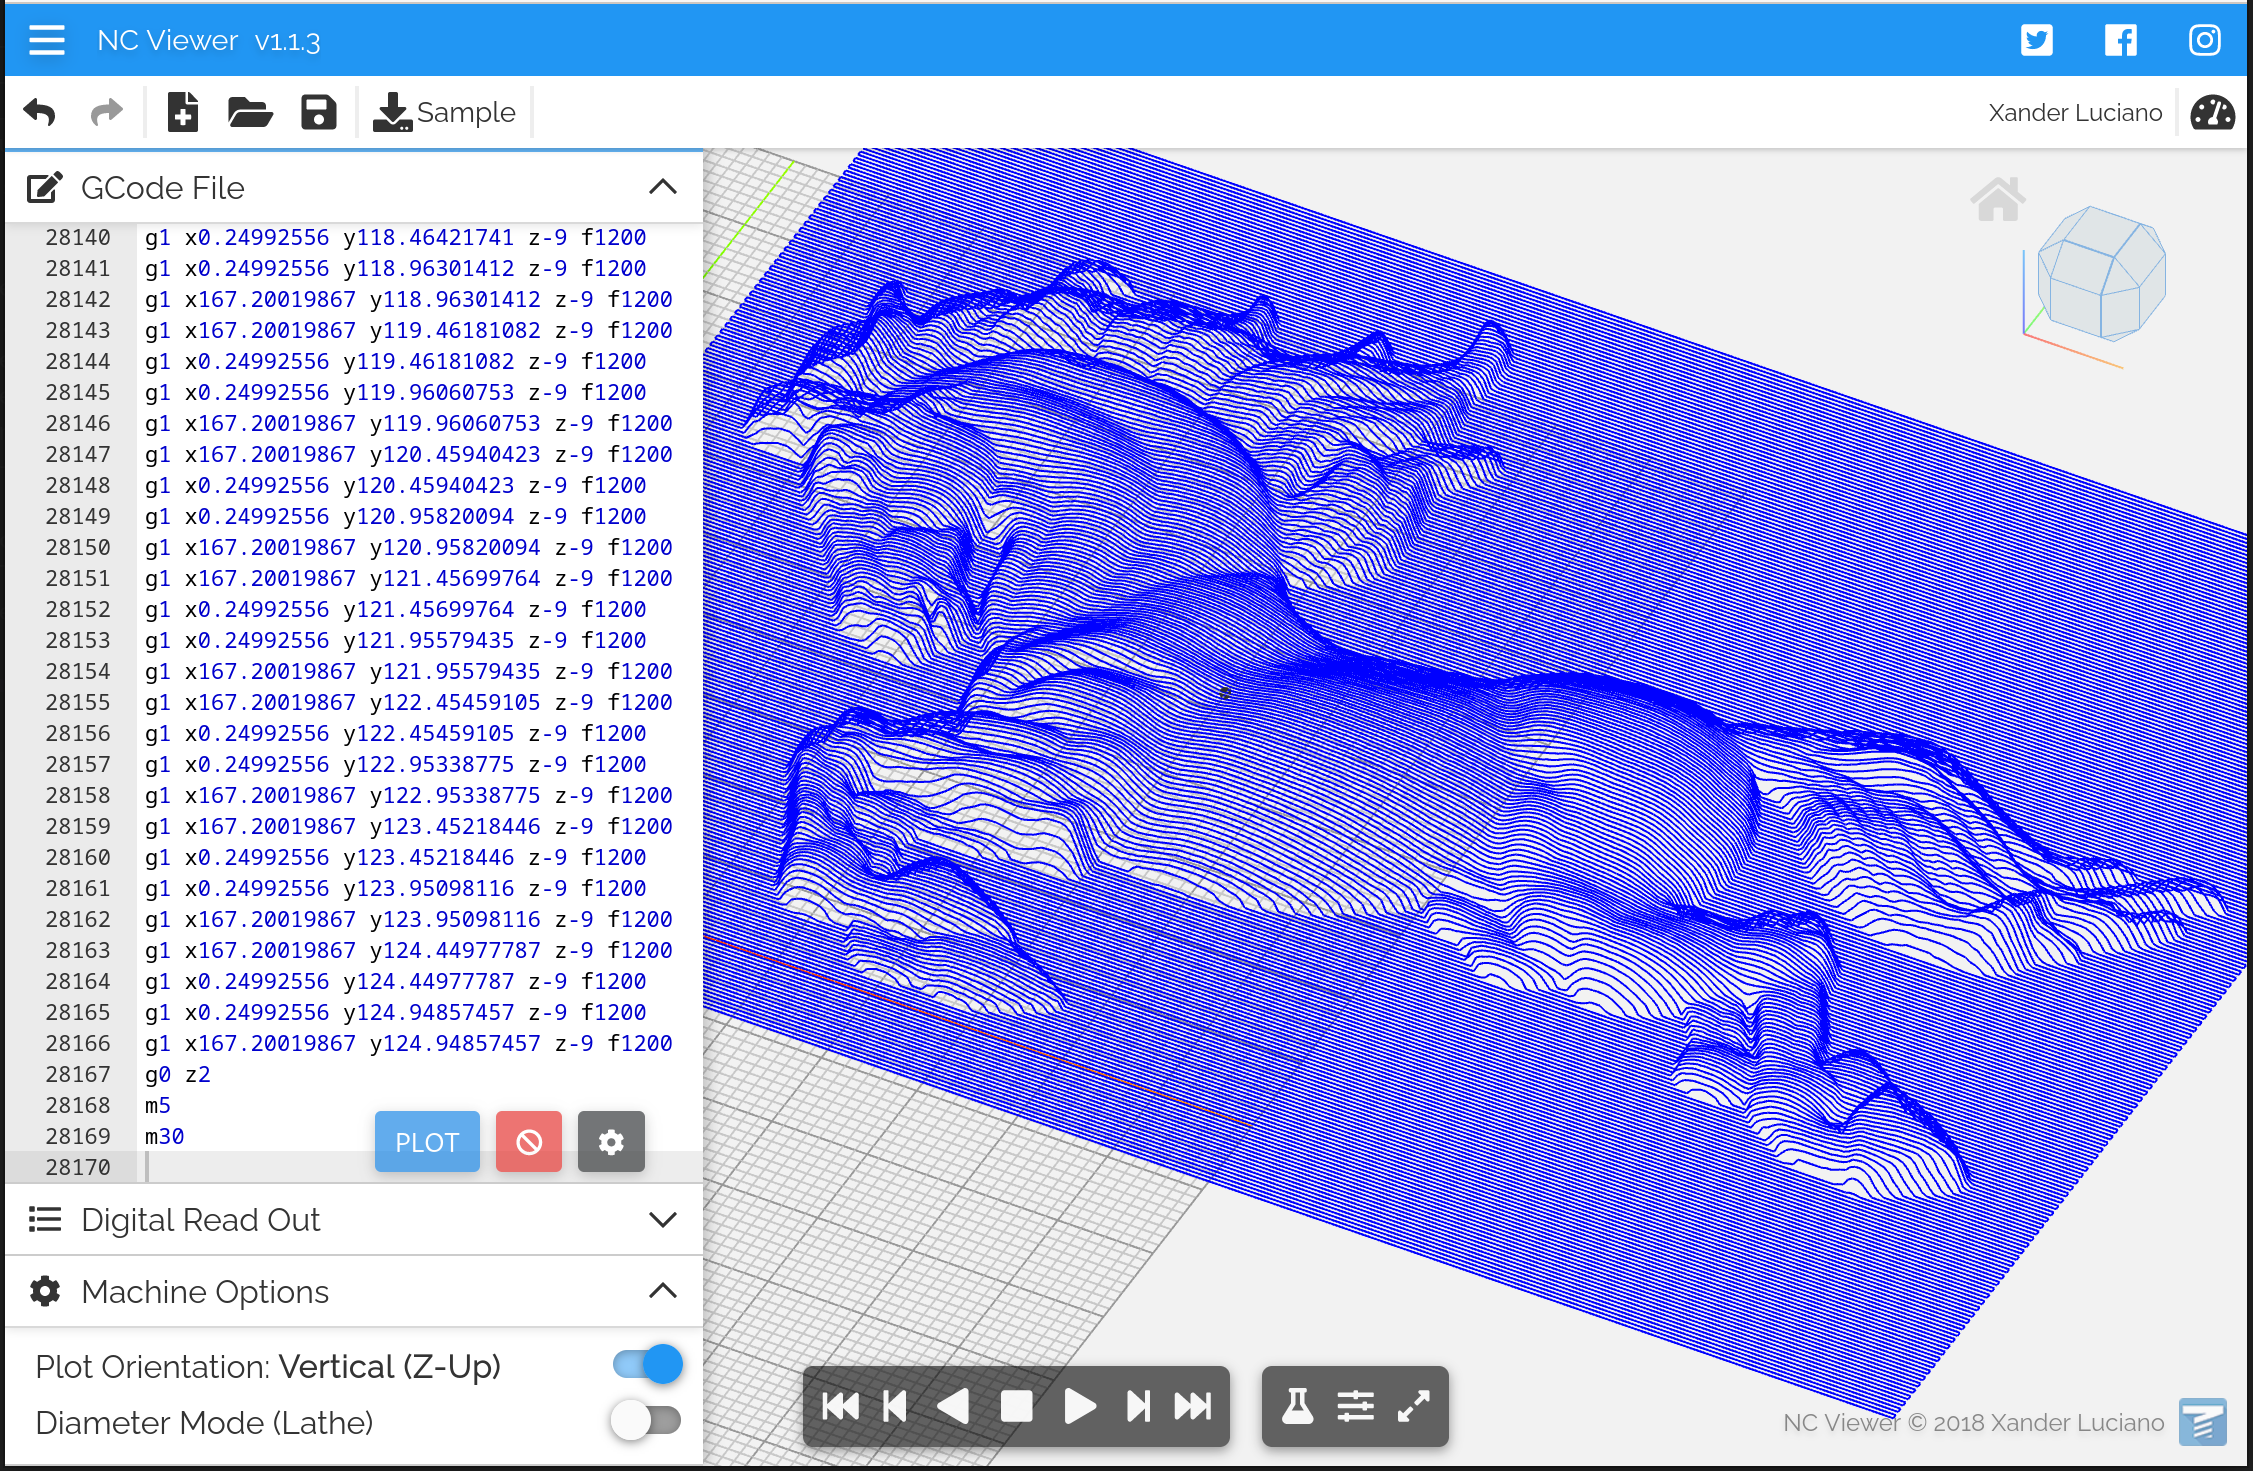 NC Viewer v1.1.3
Sample
Xander Luciano
GCode File
28140 g1 x0.24992556 y118.46421741 z-9 f1200
28141 g1 x0.24992556 y118.96301412 z-9 f1200
28142 g1 x167.20019867 y118.96301412 z-9 f1200
28143 g1 x167.20019867 y119.46181082 z-9 f1200
28144 g1 x0.24992556 y119.46181082 z-9 f1200
28145 g1 x0.24992556 y119.96060753 z-9 f1200
28146 g1 x167.20019867 y119.96060753 z-9 f1200
28147 g1 x167.20019867 y120.45940423 z-9 f1200
28148 g1 x0.24992556 y120.45940423 z-9 f1200
28149 g1 x0.24992556 y120.95820094 z-9 f1200
28150 g1 x167.20019867 y120.95820094 z-9 f1200
28151 g1 x167.20019867 y121.45699764 z-9 f1200
28152 g1 x0.24992556 y121.45699764 z-9 f1200
28153 g1 x0.24992556 y121.95579435 z-9 f1200
28154 g1 x167.20019867 y121.95579435 z-9 f1200
28155 g1 x167.20019867 y122.45459105 z-9 f1200
28156 g1 x0.24992556 y122.45459105 z-9 f1200
28157 g1 x0.24992556 y122.95338775 z-9 f1200
28158 g1 x167.20019867 y122.95338775 z-9 f1200
28159 g1 x167.20019867 y123.45218446 z-9 f1200
28160 g1 x0.24992556 y123.45218446 z-9 f1200
28161 g1 x0.24992556 y123.95098116 z-9 f1200
28162 g1 x167.20019867 y123.95098116 z-9 f1200
28163 g1 x167.20019867 y124.44977787 z-9 f1200
28164 g1 x0.24992556 y124.44977787 z-9 f1200
28165 g1 x0.24992556 y124.94857457 z-9 f1200
28166 g1 x167.20019867 y124.94857457 z-9 f1200
28167 g0 z2
28168 m5
28169 m30
28170
PLOT
Digital Read Out
Machine Options
Plot Orientation: Vertical (Z-Up)
Diameter Mode (Lathe)
NC Viewer © 2018 Xander Luciano